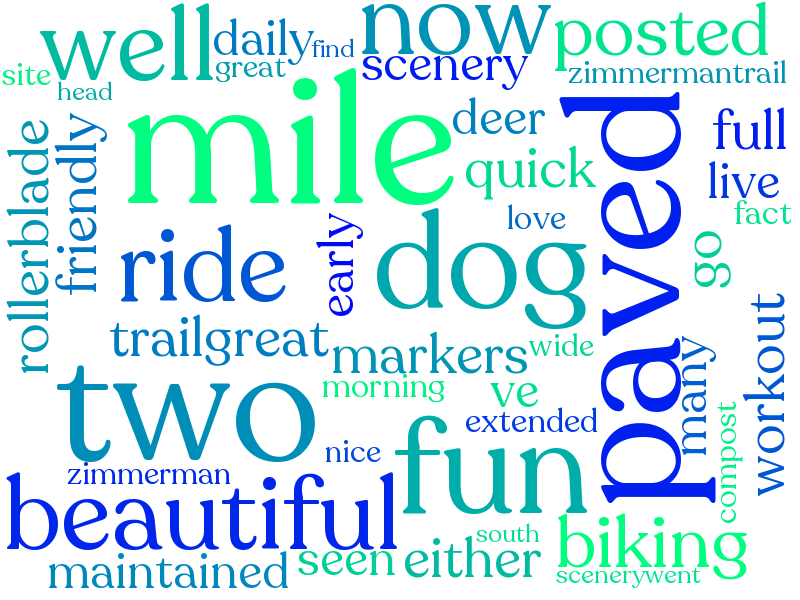 well
daily
find
now
posted
site
great
scenery
zimmermantrail
head
mile
deer
paved
full
rollerblade
friendly
quick
live
love
fact
ride
early
dog
go
trailgreat
markers
wide
many
workout
two
morning
ve
extended
nice
fun
compost
zimmerman
beautiful
south
biking
maintained
seen
either
scenerywent